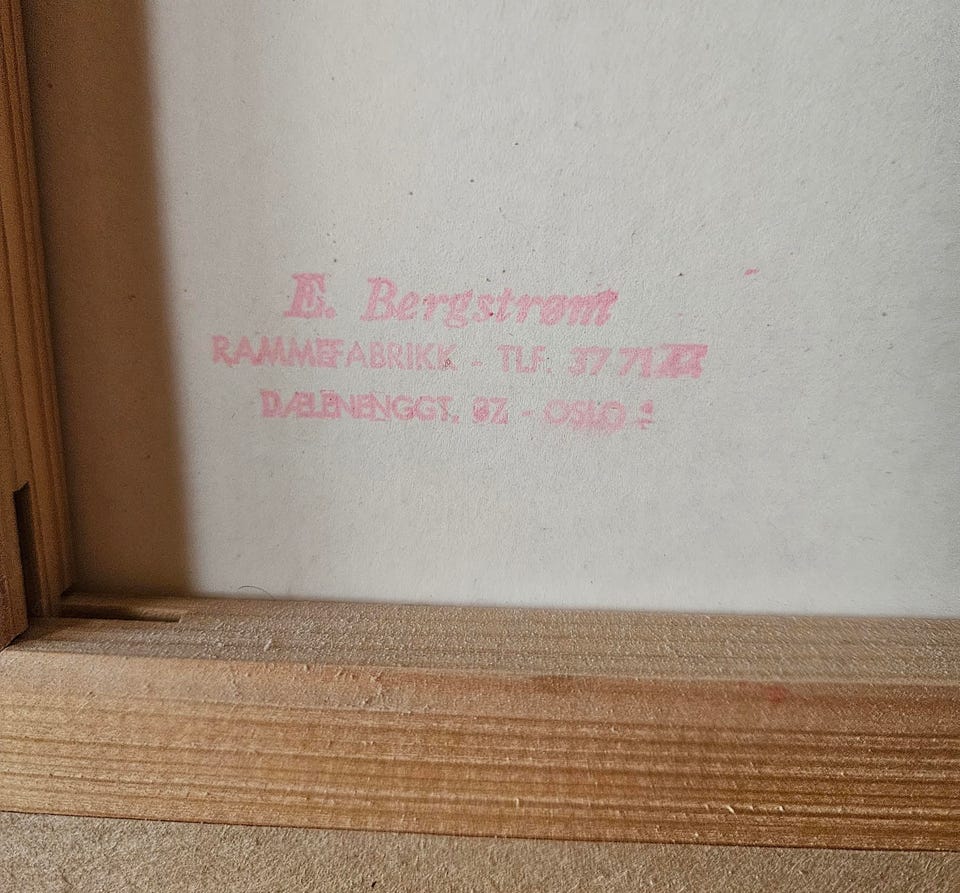 E. Bergstrøm
RAMMEFABRIKK - TLF. 37 71
DÆLENENGGT. - OSLO